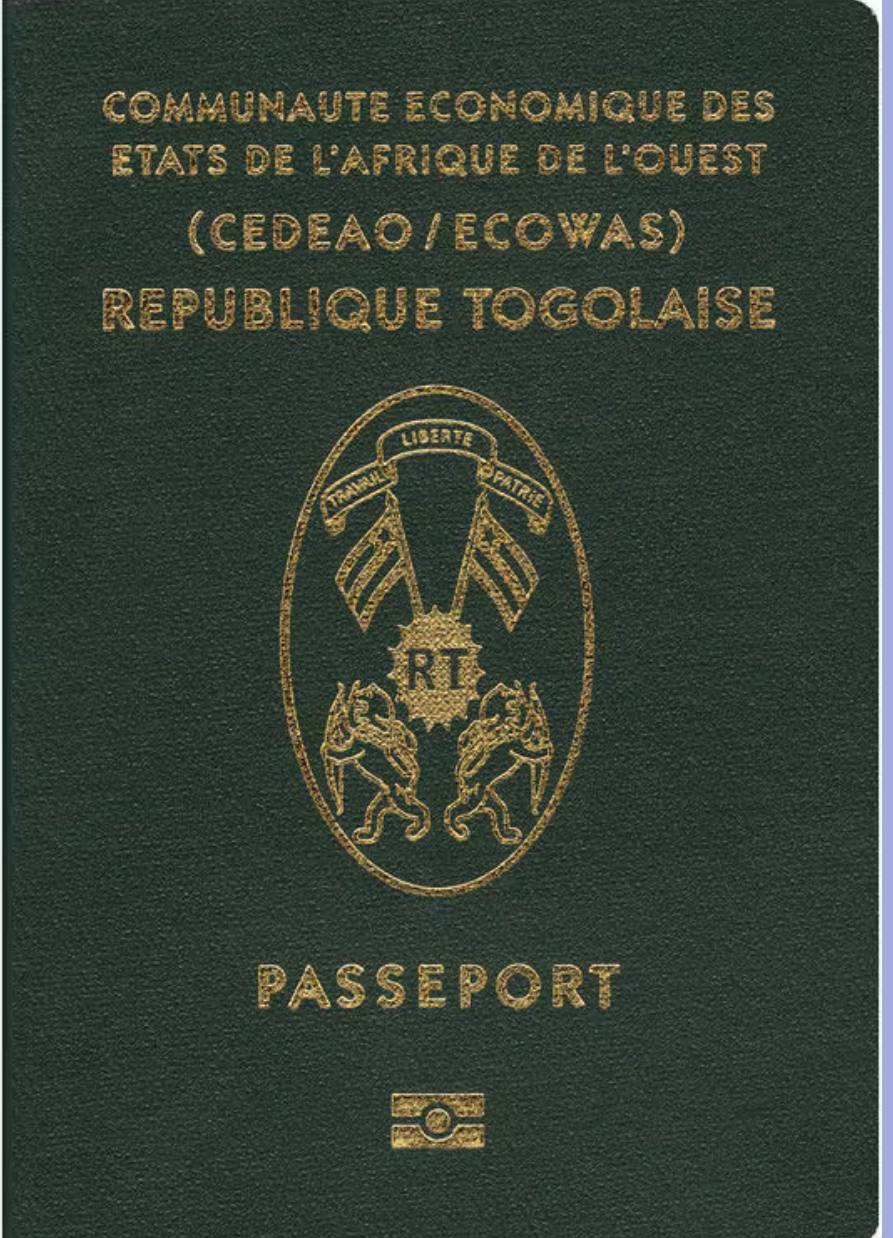 COMMUNAUTE ECONOMIQUE DES
ETATS DE L'AFRIQUE DE L'OUEST
(CEDEAO / ECOWAS)
REPUBLIQUE TOGOLAISE
LIBERTE
TRAVAIL PATRIE
RT
PASSEPORT